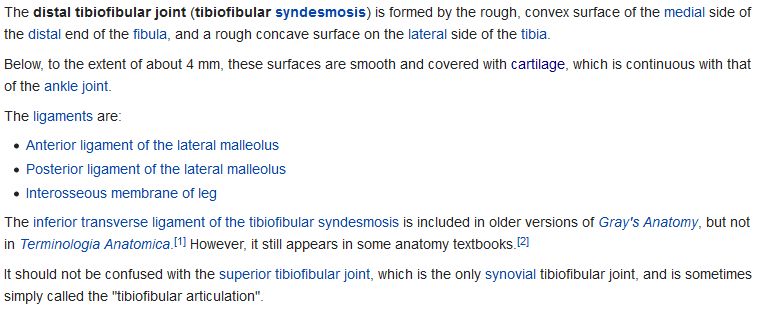 The distal tibiofibular joint (tibiofibular syndesmosis) is formed by the rough, convex surface of the medial side of
the distal end of the fibula, and a rough concave surface on the lateral side of the tibia.
Below, to the extent of about 4 mm, these surfaces are smooth and covered with cartilage, which is continuous with that
of the ankle joint.
The ligaments are:
• Anterior ligament of the lateral malleolus
• Posterior ligament of the lateral malleolus
• Interosseous membrane of leg
The inferior transverse ligament of the tibiofibular syndesmosis is included in older versions of Gray's Anatomy, but not
in Terminologia Anatomica.[1] However, it still appears in some anatomy textbooks.[2]
It should not be confused with the superior tibiofibular joint, which is the only synovial tibiofibular joint, and is sometimes
simply called the "tibiofibular articulation".